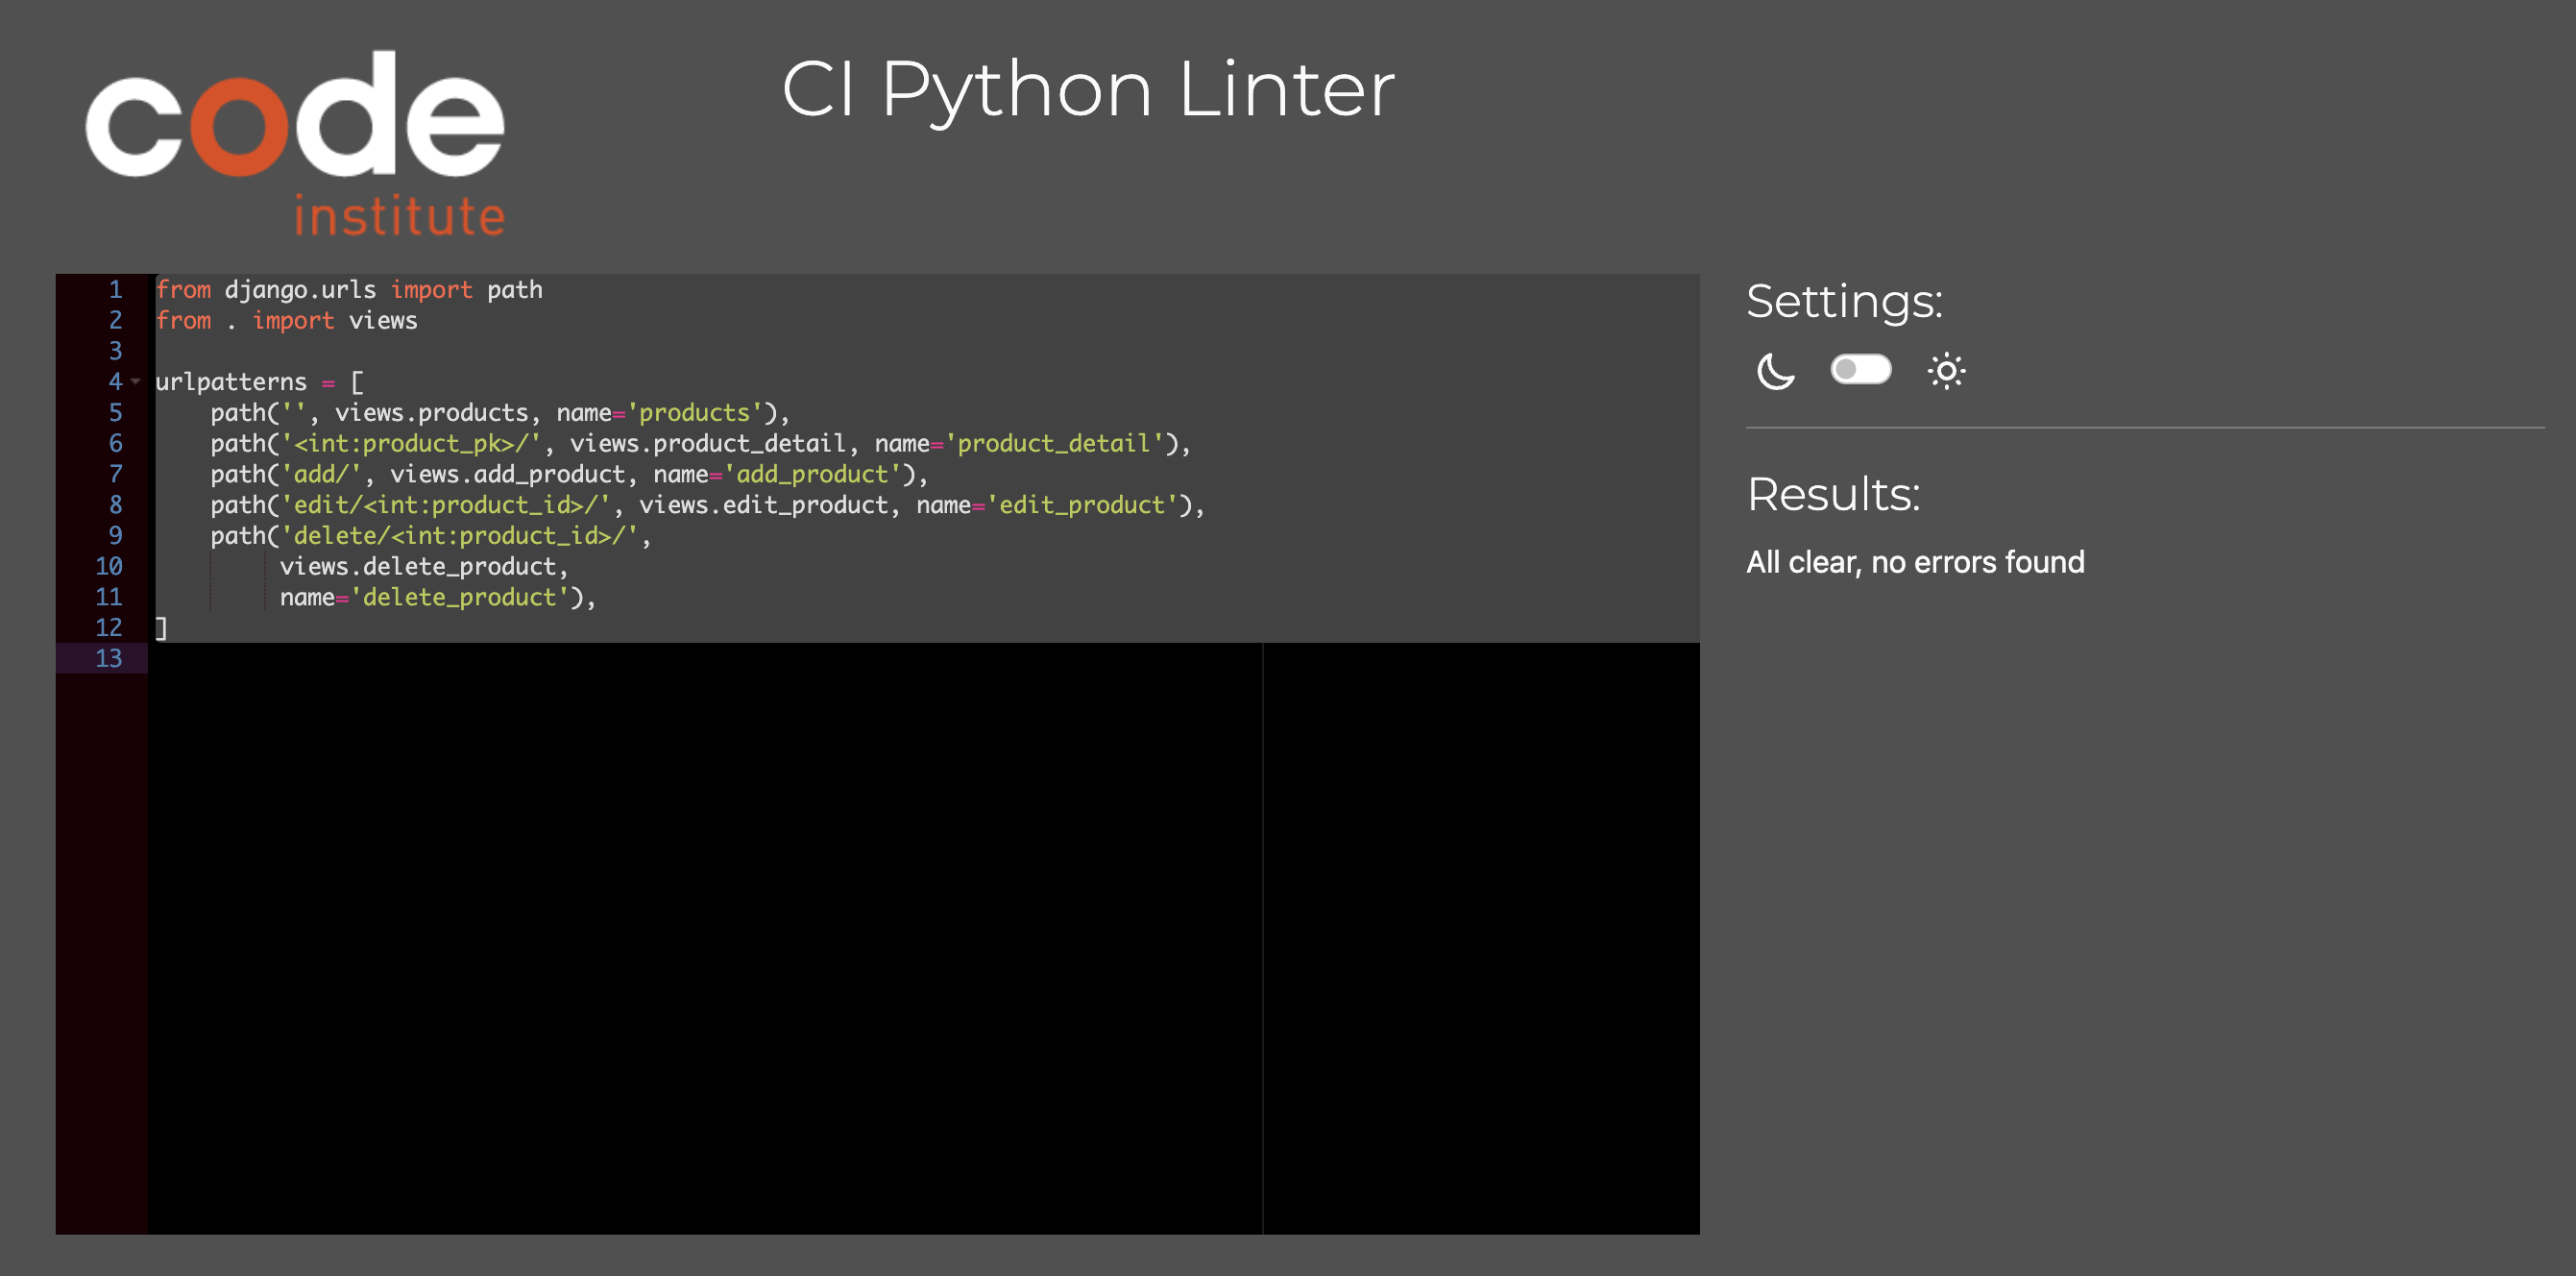 code
institute
CI Python Linter
1 from django.urls import path
2 from . import views
3
4 urlpatterns = [
5     path('', views.products, name='products'),
6     path('<int:product_pk>/', views.product_detail, name='product_detail'),
7     path('add/', views.add_product, name='add_product'),
8     path('edit/<int:product_id>/', views.edit_product, name='edit_product'),
9     path('delete/<int:product_id>/',
10          views.delete_product,
11          name='delete_product'),
12 ]
13
Settings:
Results:
All clear, no errors found